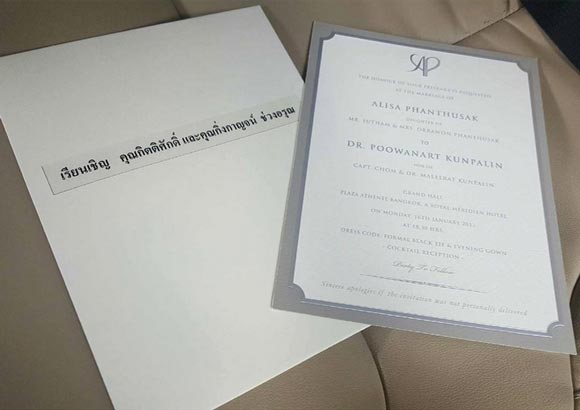 เรียนเชิญ คุณกิตติศักดิ์ และคุณกิ่งกาญจน์ ช่วงอรุณ
AP
THE HONOUR OF YOUR PRESENCE IS REQUESTED
AT THE MARRIAGE OF
ALISA PHANTHUSAK
DAUGHTER OF
MR. SUTHAM & MRS. ORAWON PHANTHUSAK
TO
DR. POOWANART KUNPALIN
SON OF
CAPT. CHOM & DR. MALEERAT KUNPALIN
GRAND HALL
PLAZA ATHENEE BANGKOK, A ROYAL MERIDIEN HOTEL
ON MONDAY, 16TH JANUARY
AT 18.30 HRS.
DRESS CODE: FORMAL BLACK TIE & EVENING GOWN
- COCKTAIL RECEPTION -
Party To Follow
Sincere apologies if the invitation was not personally delivered